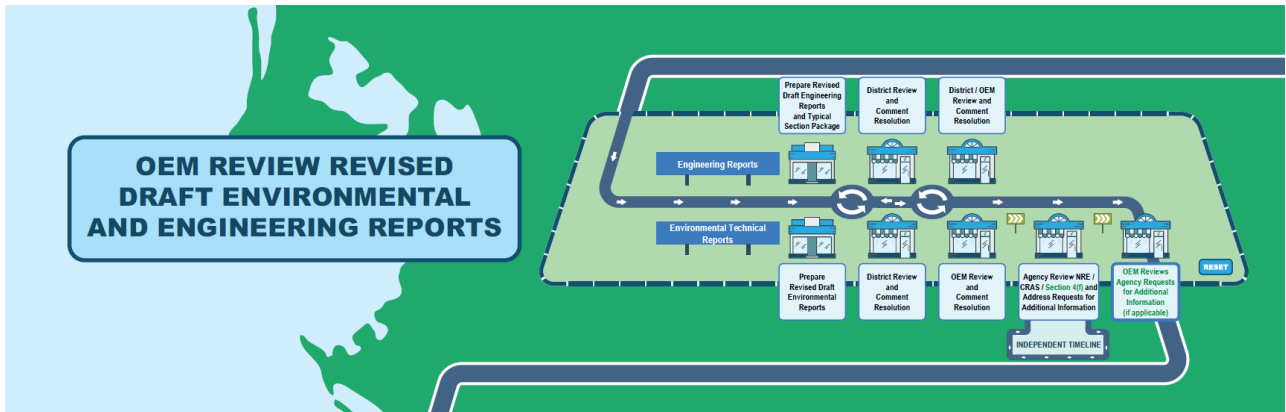 OEM REVIEW REVISED
DRAFT ENVIRONMENTAL
AND ENGINEERING REPORTS
Prepare Revised
Draft Engineering
Reports
and Typical
Section Package
District Review
and
Comment
Resolution
District / OEM
Review and
Comment
Resolution
Engineering Reports
Environmental Technical
Reports
Prepare
Revised Draft
Environmental
Reports
District Review
and
Comment
Resolution
OEM Review
and
Comment
Resolution
Agency Review NRE /
CRAS / Section 4(f) and
Address Requests for
Additional Information
OEM Reviews
Agency Requests
for Additional
Information
(if applicable)
RESET
INDEPENDENT TIMELINE